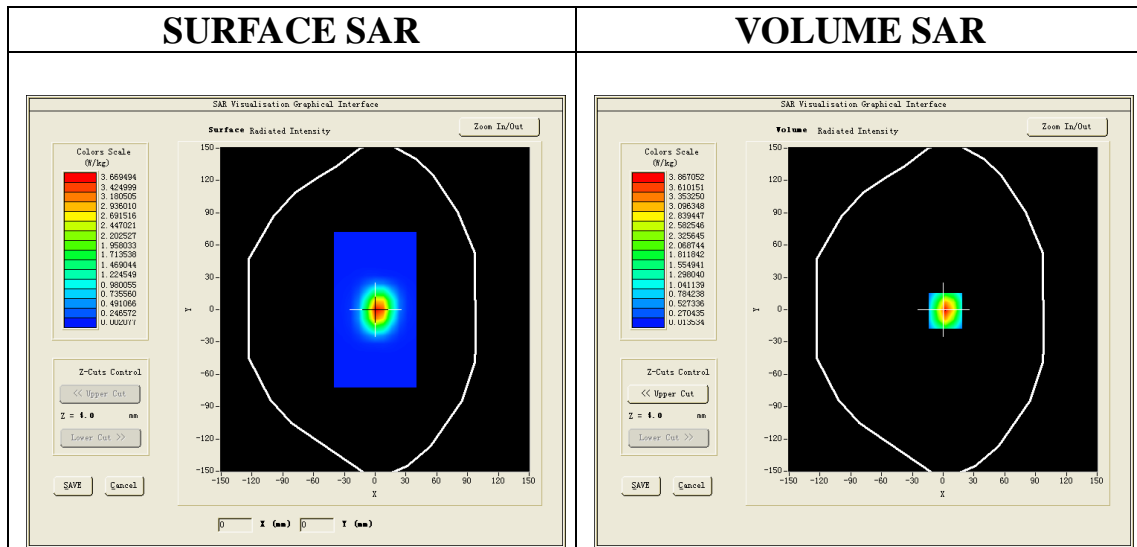 SURFACE SAR
VOLUME SAR
SAR Visualisation Graphical Interface
Surface Radiated Intensity
Zoom In/Out
Colors Scale
(W/kg)
3.669494
3.424999
3.180505
2.936010
2.691516
2.447021
2.202527
1.958033
1.713538
1.469044
1.224549
0.980055
0.735560
0.491066
0.246572
0.002077
150
120
90
60
30
0
-30
-60
-90
-120
-150
Y
-150 -120 -90 -60 -30 0 30 60 90 120 150
X
Z-Cuts Control
<< Upper Cut
Z = 4.0 mm
Lower Cut >>
SAVE Cancel
0 X (mm) 0 Y (mm)
SAR Visualisation Graphical Interface
Volume Radiated Intensity
Zoom In/Out
Colors Scale
(W/kg)
3.867052
3.610151
3.353250
3.096348
2.839447
2.582546
2.325645
2.068744
1.811842
1.554941
1.298040
1.041139
0.784238
0.527336
0.270435
0.013534
150
120
90
60
30
0
-30
-60
-90
-120
-150
Y
-150 -120 -90 -60 -30 0 30 60 90 120 150
X
Z-Cuts Control
<< Upper Cut
Z = 4.0 mm
Lower Cut >>
SAVE Cancel